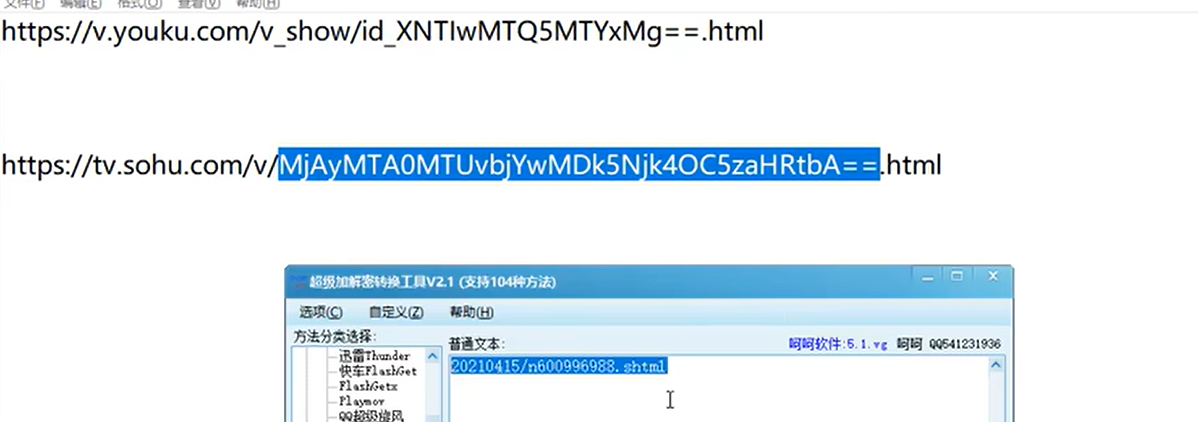 文件(F) 编辑(E) 格式(O) 查看(V) 帮助(H)
https://v.youku.com/v_show/id_XNTIwMTQ5MTYxMg==.html
https://tv.sohu.com/v/MjAyMTA0MTUvbjYwMDk5Njk4OC5zaHRtbA==.html
超级加解密转换工具V2.1 (支持104种方法)
选项(C) 自定义(Z) 帮助(H)
方法分类选择:
普通文本: 呵呵软件:5.1.vg 呵呵 QQ541231936
迅雷Thunder
快车FlashGet
FlashGetx
Playmov
QQ超级旋风
20210415/n600996988.shtml